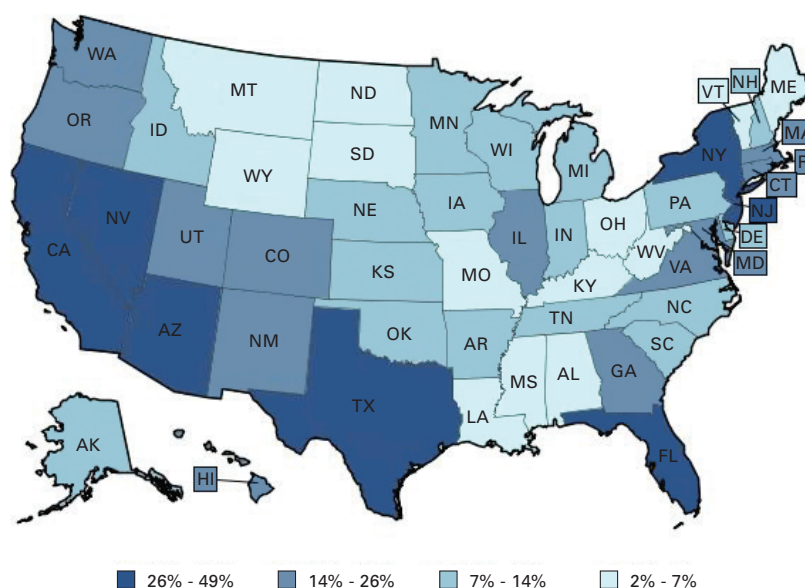 WA
MT
ND
ME
VT
NH
OR
ID
MN
MA
SD
WI
NY
WY
MI
CT
NV
IA
PA
NJ
NE
OH
UT
IL
IN
DE
CA
CO
WV
VA
MD
KS
MO
KY
NC
TN
AZ
NM
OK
AR
SC
MS
AL
GA
TX
LA
AK
FL
HI
26% - 49%
14% - 26%
7% - 14%
2% - 7%